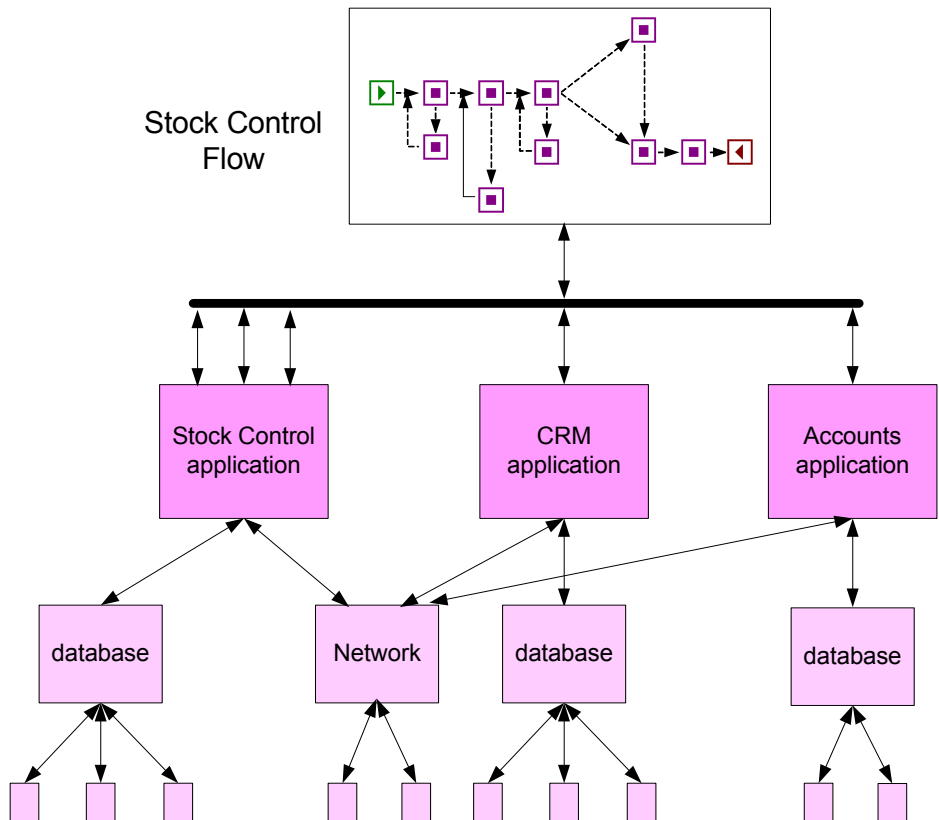 Stock Control
Flow
Stock Control
application
CRM
application
Accounts
application
database
Network
database
database